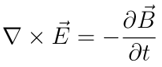 ∇ × E⃗ = −∂B⃗/∂t